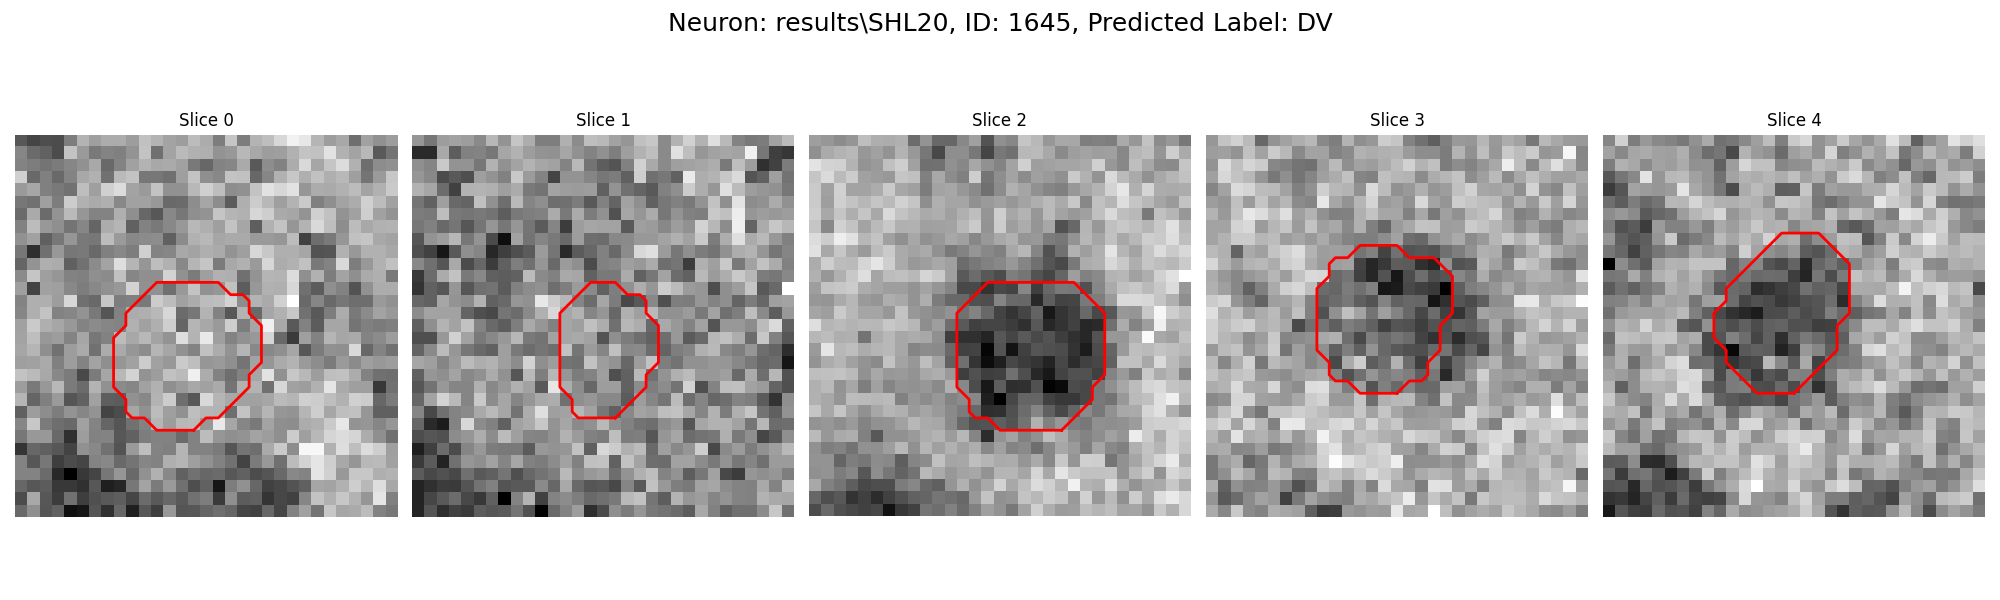 Neuron: results\SHL20, ID: 1645, Predicted Label: DV
Slice 0
Slice 1
Slice 2
Slice 3
Slice 4